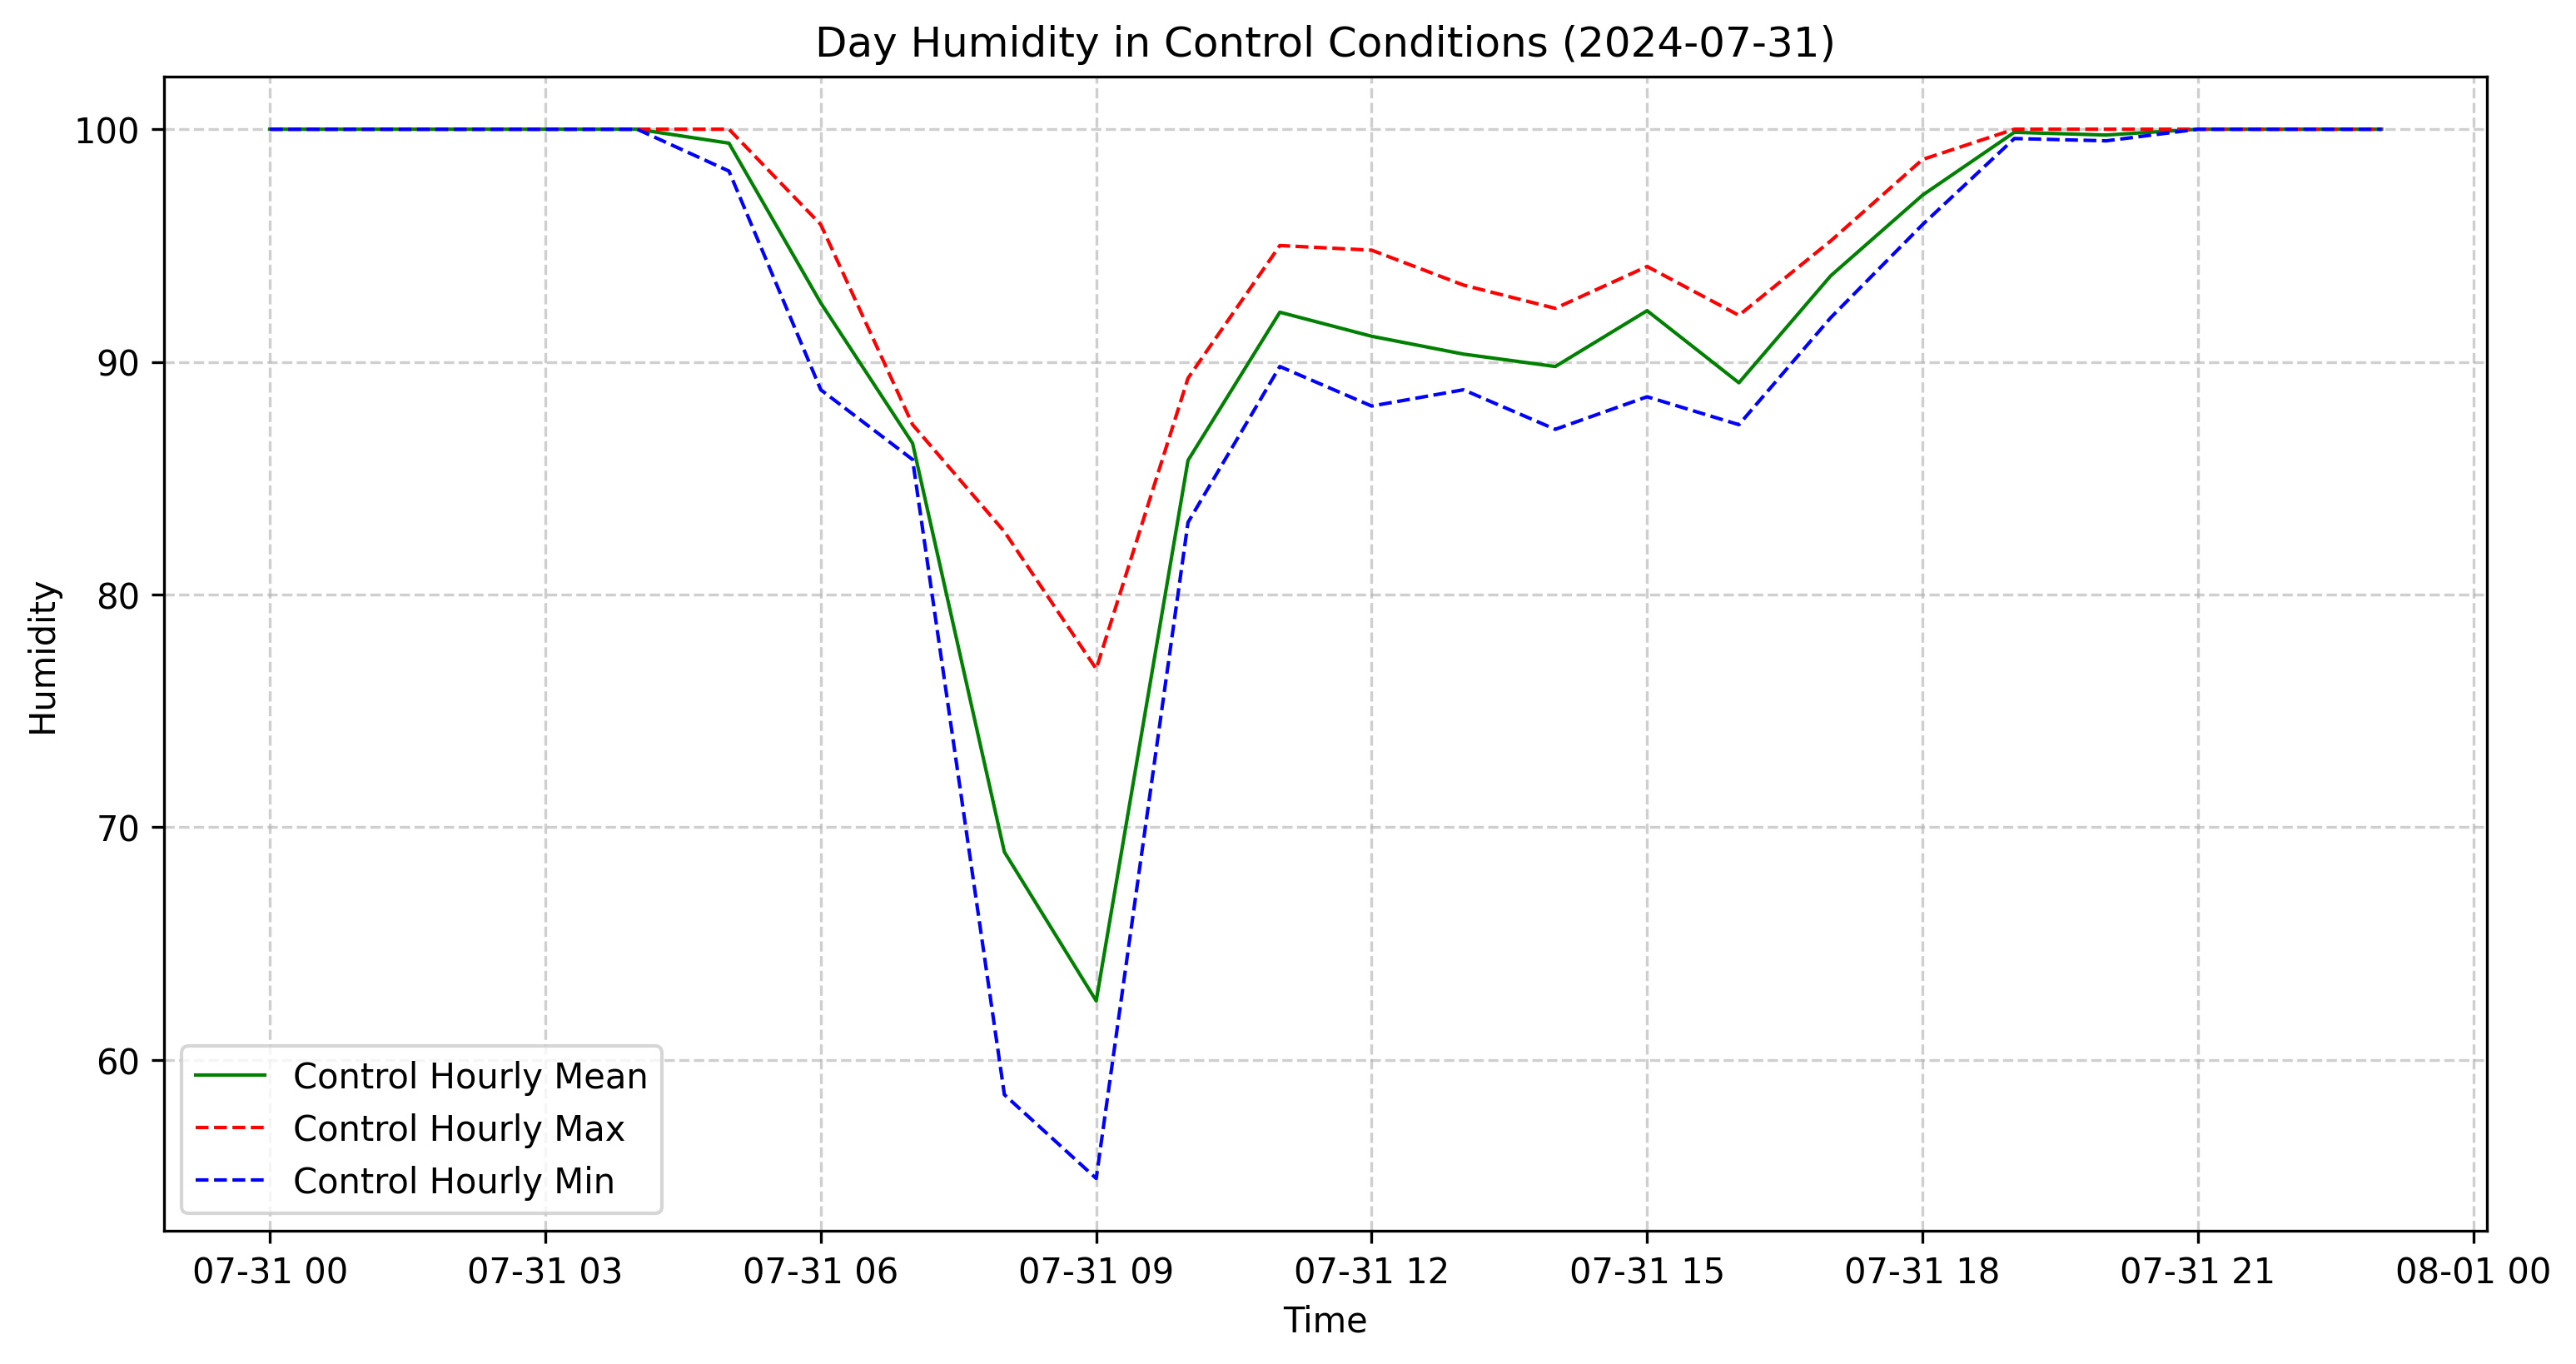 Day Humidity in Control Conditions (2024-07-31)
Humidity
100
90
80
70
60
Control Hourly Mean
Control Hourly Max
Control Hourly Min
07-31 00 07-31 03 07-31 06 07-31 09 07-31 12 07-31 15 07-31 18 07-31 21 08-01 00
Time